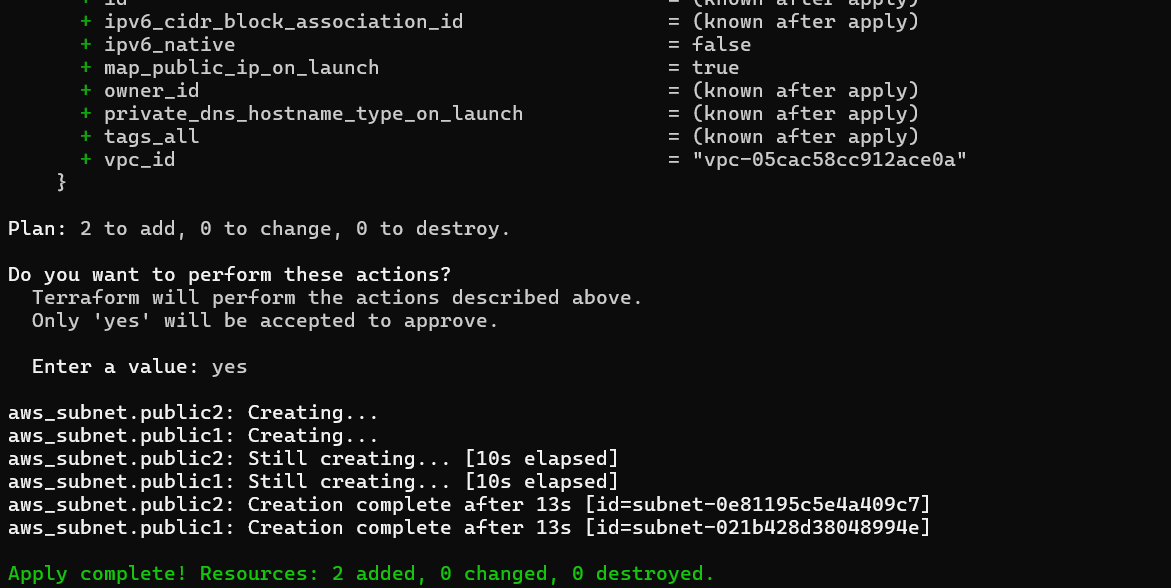 + id = (known after apply)
+ ipv6_cidr_block_association_id = (known after apply)
+ ipv6_native = false
+ map_public_ip_on_launch = true
+ owner_id = (known after apply)
+ private_dns_hostname_type_on_launch = (known after apply)
+ tags_all = (known after apply)
+ vpc_id = "vpc-05cac58cc912ace0a"
}
Plan: 2 to add, 0 to change, 0 to destroy.
Do you want to perform these actions?
Terraform will perform the actions described above.
Only 'yes' will be accepted to approve.
Enter a value: yes
aws_subnet.public2: Creating...
aws_subnet.public1: Creating...
aws_subnet.public2: Still creating... [10s elapsed]
aws_subnet.public1: Still creating... [10s elapsed]
aws_subnet.public2: Creation complete after 13s [id=subnet-0e81195c5e4a409c7]
aws_subnet.public1: Creation complete after 13s [id=subnet-021b428d38048994e]
Apply complete! Resources: 2 added, 0 changed, 0 destroyed.